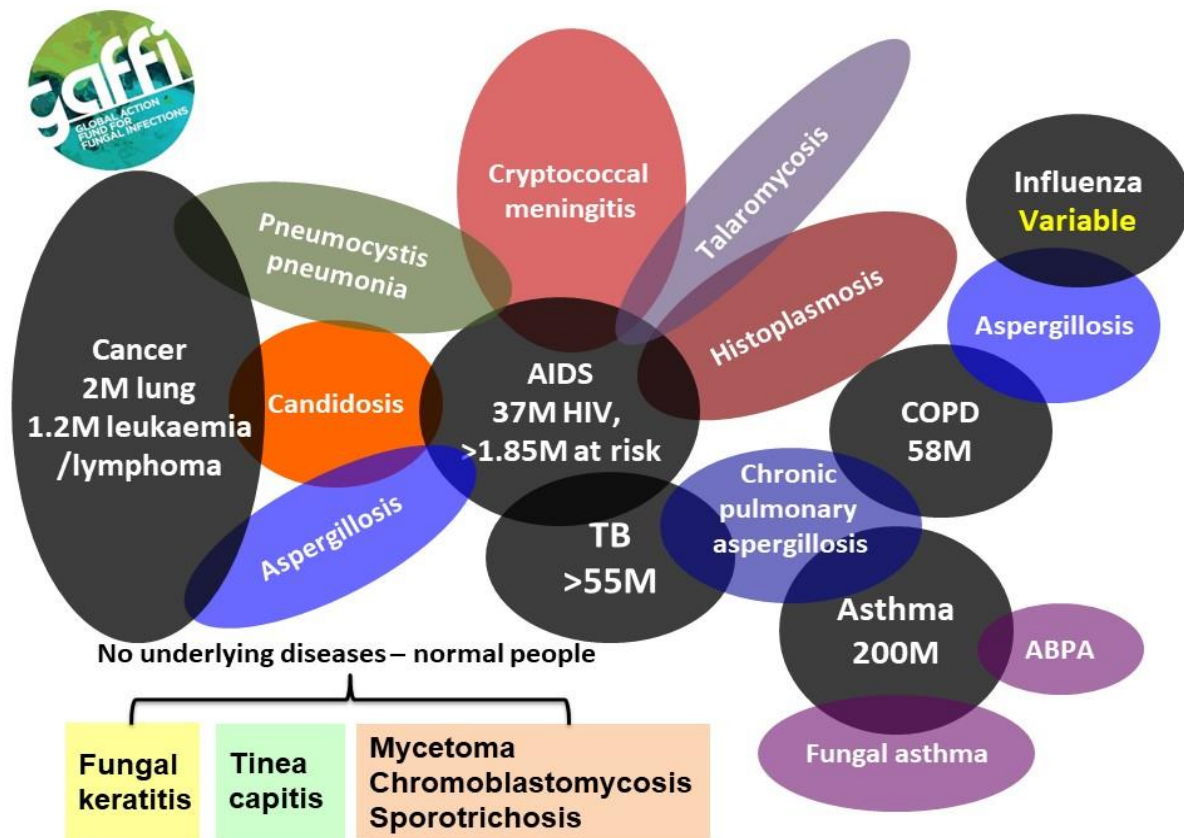 gaffi
GLOBAL ACTION
FUND FOR
FUNGAL INFECTIONS
Cryptococcal
meningitis
Talaromycosis
Influenza
Variable
Pneumocystis
pneumonia
Histoplasmosis
Aspergillosis
Cancer
2M lung
1.2M leukaemia
/lymphoma
Candidosis
AIDS
37M HIV,
>1.85M at risk
COPD
58M
Aspergillosis
TB
>55M
Chronic
pulmonary
aspergillosis
Asthma
200M
ABPA
Fungal asthma
No underlying diseases – normal people
Fungal
keratitis
Tinea
capitis
Mycetoma
Chromoblastomycosis
Sporotrichosis